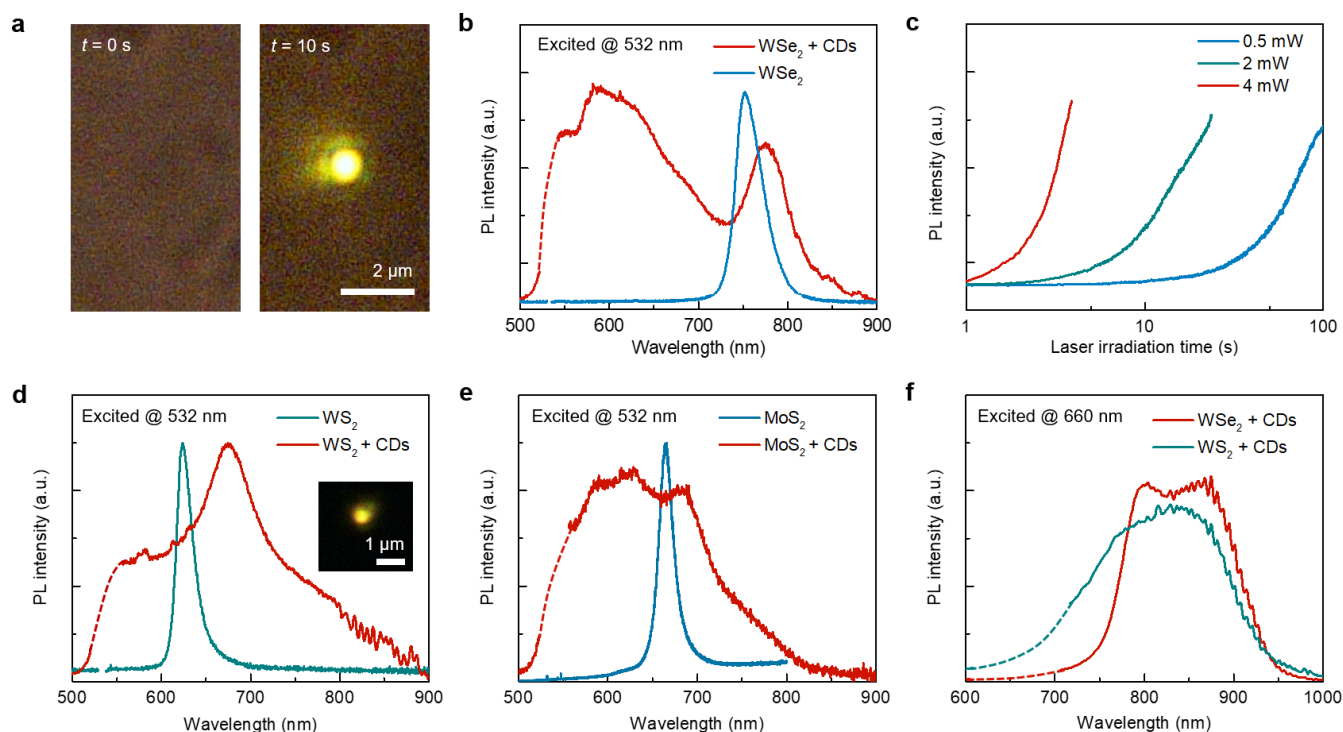 a
t = 0 s
t = 10 s
2 µm
b
Excited @ 532 nm
WSe₂ + CDs
WSe₂
PL intensity (a.u.)
500 600 700 800 900
Wavelength (nm)
c
0.5 mW
2 mW
4 mW
PL intensity (a.u.)
1 10 100
Laser irradiation time (s)
d
Excited @ 532 nm
WS₂
WS₂ + CDs
1 µm
PL intensity (a.u.)
500 600 700 800 900
Wavelength (nm)
e
Excited @ 532 nm
MoS₂
MoS₂ + CDs
PL intensity (a.u.)
500 600 700 800 900
Wavelength (nm)
f
Excited @ 660 nm
WSe₂ + CDs
WS₂ + CDs
PL intensity (a.u.)
600 700 800 900 1000
Wavelength (nm)